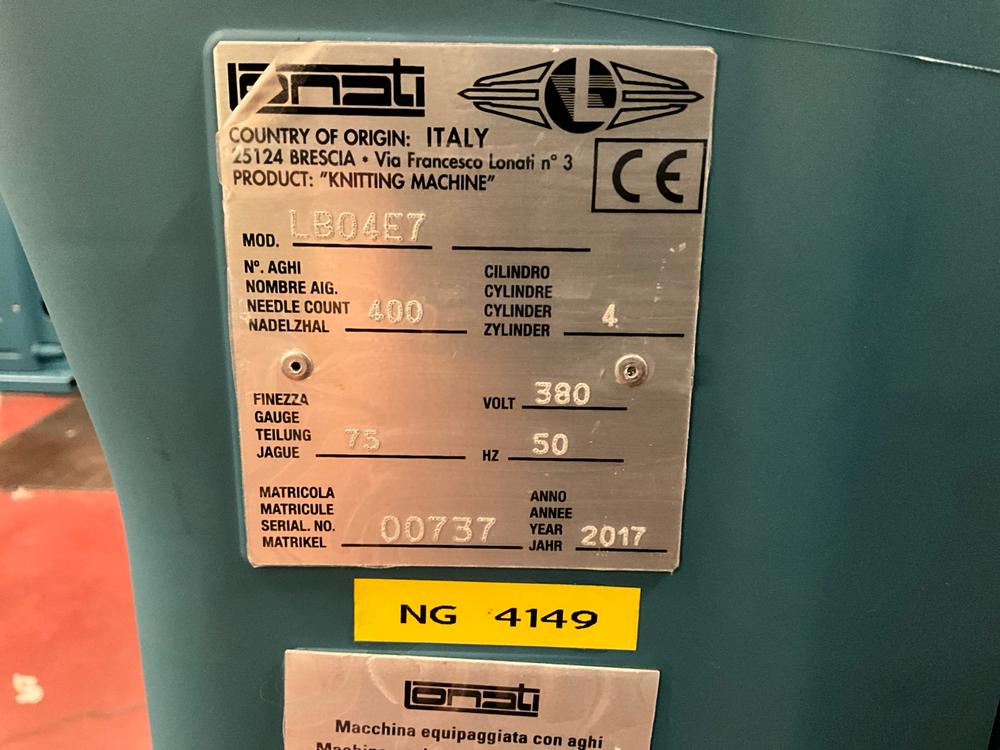 Lonati
L
COUNTRY OF ORIGIN: ITALY
25124 BRESCIA • Via Francesco Lonati n° 3
PRODUCT: "KNITTING MACHINE"
CE
MOD. LB04E7
N°. AGHI
NOMBRE AIG.
NEEDLE COUNT 400
NADELZHAL
CILINDRO
CYLINDRE
CYLINDER 4
ZYLINDER
FINEZZA
GAUGE
TEILUNG 75
JAGUE
VOLT 380
HZ 50
MATRICOLA
MATRICULE
SERIAL. NO. 00737
MATRIKEL
ANNO
ANNEE
YEAR 2017
JAHR
NG 4149
Lonati
Macchina equipaggiata con aghi